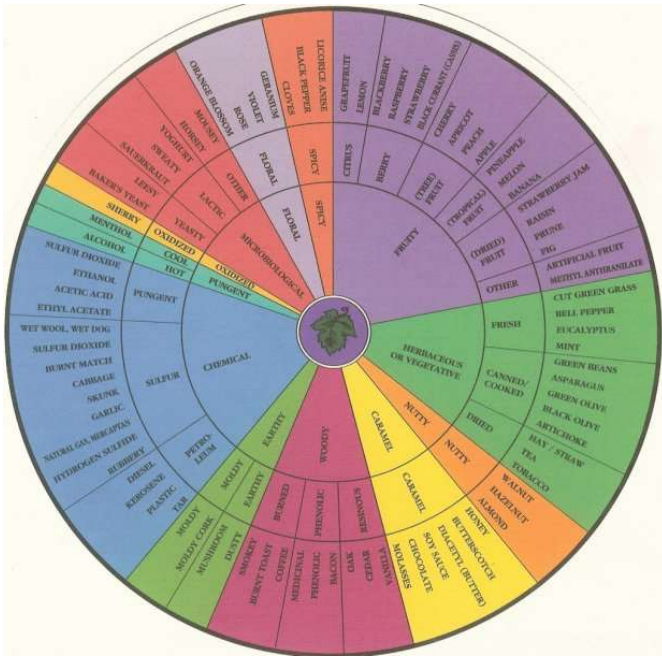 FRUITY
CITRUS
GRAPEFRUIT
LEMON
BERRY
BLACKBERRY
RASPBERRY
STRAWBERRY
BLACK CURRANT (CASSIS)
(TREE)
FRUIT
CHERRY
APRICOT
PEACH
APPLE
(TROPICAL)
FRUIT
PINEAPPLE
MELON
BANANA
(DRIED)
FRUIT
STRAWBERRY JAM
RAISIN
PRUNE
FIG
OTHER
ARTIFICIAL FRUIT
METHYL ANTHRANILATE
HERBACEOUS
OR VEGETATIVE
FRESH
CUT GREEN GRASS
BELL PEPPER
EUCALYPTUS
MINT
CANNED/
COOKED
GREEN BEANS
ASPARAGUS
GREEN OLIVE
BLACK OLIVE
ARTICHOKE
DRIED
HAY / STRAW
TEA
TOBACCO
NUTTY
NUTTY
WALNUT
HAZELNUT
ALMOND
CARAMEL
CARAMEL
HONEY
BUTTERSCOTCH
DIACETYL (BUTTER)
SOY SAUCE
CHOCOLATE
MOLASSES
WOODY
RESINOUS
VANILLA
CEDAR
OAK
PHENOLIC
BACON
PHENOLIC
MEDICINAL
BURNED
COFFEE
BURNT TOAST
SMOKEY
EARTHY
EARTHY
DUSTY
MUSHROOM
MOLDY
MOLDY CORK
MOLDY
CHEMICAL
PETRO-
LEUM
TAR
PLASTIC
KEROSENE
DIESEL
SULFUR
RUBBERY
HYDROGEN SULFIDE
NATURAL GAS, MERCAPTAN
GARLIC
SKUNK
CABBAGE
BURNT MATCH
SULFUR DIOXIDE
WET WOOL, WET DOG
PUNGENT
ETHYL ACETATE
ACETIC ACID
ETHANOL
SULFUR DIOXIDE
PUNGENT
HOT
ALCOHOL
COOL
MENTHOL
OXIDIZED
OXIDIZED
SHERRY
MICROBIOLOGICAL
YEASTY
BAKER'S YEAST
LEESY
LACTIC
SAUERKRAUT
SWEATY
YOGHURT
OTHER
HORSEY
MOUSEY
FLORAL
FLORAL
ORANGE BLOSSOM
ROSE
VIOLET
GERANIUM
SPICY
SPICY
CLOVES
BLACK PEPPER
LICORICE ANISE